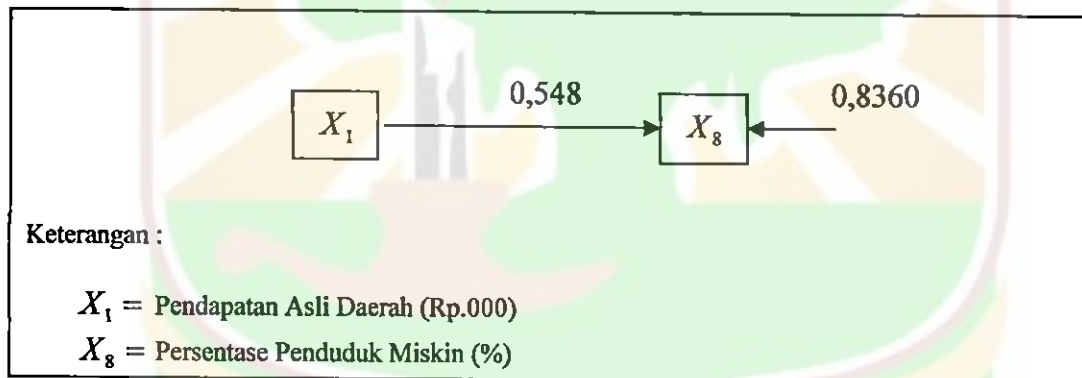 0,548 0,8360
X₁ X₈
Keterangan :
X₁ = Pendapatan Asli Daerah (Rp.000)
X₈ = Persentase Penduduk Miskin (%)